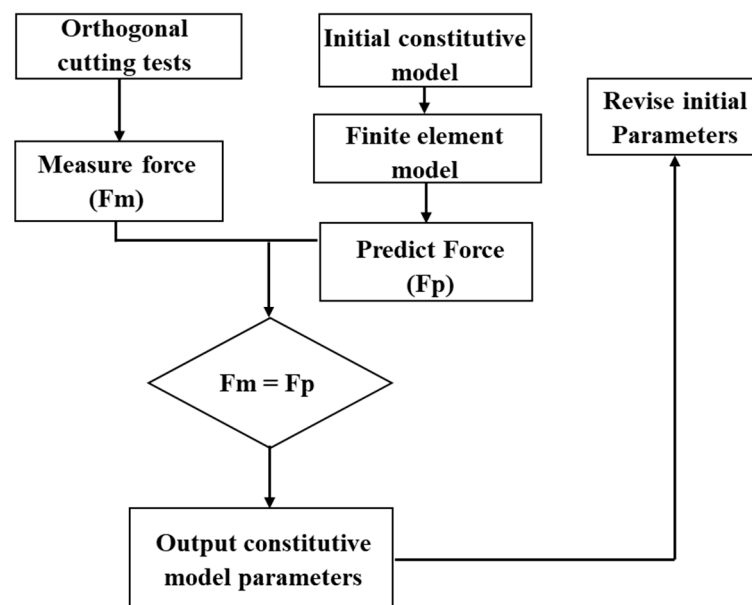 Orthogonal
cutting tests
Initial constitutive
model
Revise initial
Parameters
Measure force
(Fm)
Finite element
model
Predict Force
(Fp)
Fm = Fp
Output constitutive
model parameters